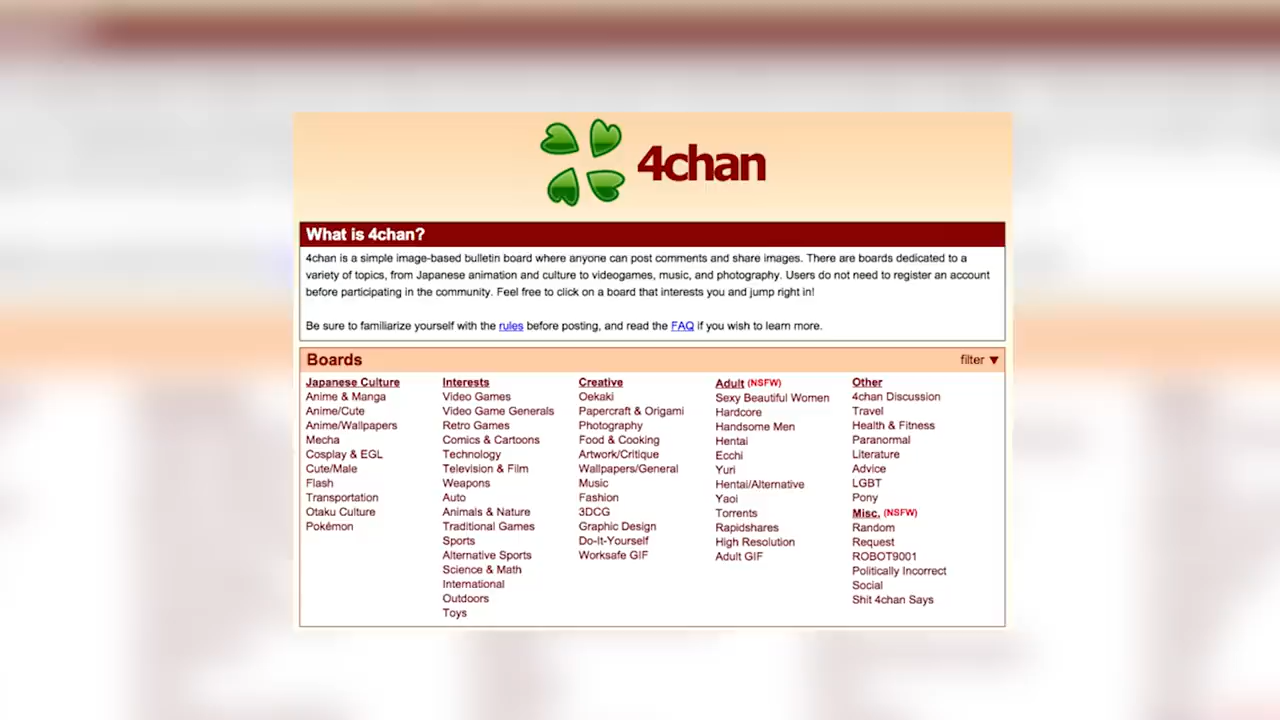 4chan
What is 4chan?
4chan is a simple image-based bulletin board where anyone can post comments and share images. There are boards dedicated to a
variety of topics, from Japanese animation and culture to videogames, music, and photography. Users do not need to register an account
before participating in the community. Feel free to click on a board that interests you and jump right in!
Be sure to familiarize yourself with the rules before posting, and read the FAQ if you wish to learn more.
Boards
filter ▼
Japanese Culture
Anime & Manga
Anime/Cute
Anime/Wallpapers
Mecha
Cosplay & EGL
Cute/Male
Flash
Transportation
Otaku Culture
Pokémon
Interests
Video Games
Video Game Generals
Retro Games
Comics & Cartoons
Technology
Television & Film
Weapons
Auto
Animals & Nature
Traditional Games
Sports
Alternative Sports
Science & Math
International
Outdoors
Toys
Creative
Oekaki
Papercraft & Origami
Photography
Food & Cooking
Artwork/Critique
Wallpapers/General
Music
Fashion
3DCG
Graphic Design
Do-It-Yourself
Worksafe GIF
Adult (NSFW)
Sexy Beautiful Women
Hardcore
Handsome Men
Hentai
Ecchi
Yuri
Hentai/Alternative
Yaoi
Torrents
Rapidshares
High Resolution
Adult GIF
Other
4chan Discussion
Travel
Health & Fitness
Paranormal
Literature
Advice
LGBT
Pony
Misc. (NSFW)
Random
Request
ROBOT9001
Politically Incorrect
Social
Shit 4chan Says